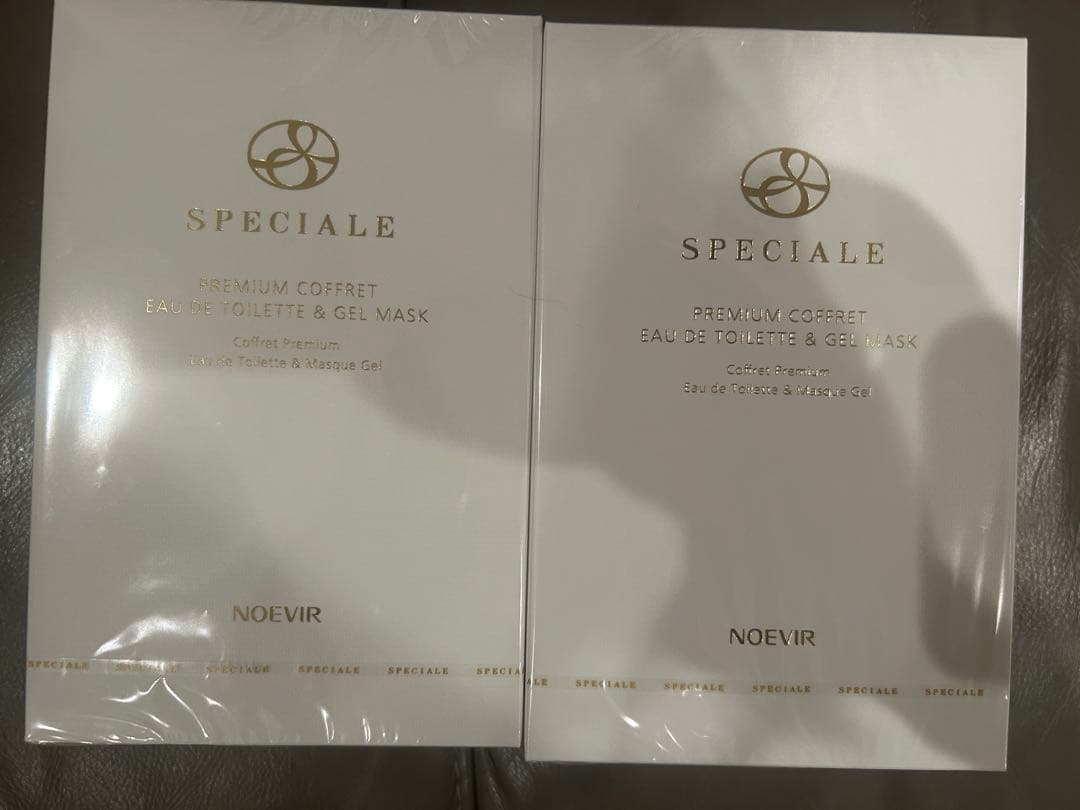 SPECIALE
PREMIUM COFFRET
EAU DE TOILETTE & GEL MASK
Coffret Premium
Eau de Toilette & Masque Gel
NOEVIR
SPECIALE SPECIALE SPECIALE SPECIALE SPECIALE SPECIA
SPECIALE
PREMIUM COFFRET
EAU DE TOILETTE & GEL MASK
Coffret Premium
Eau de Toilette & Masque Gel
NOEVIR
ALE SPECIALE SPECIALE SPECIALE SPECIALE SPECIALE